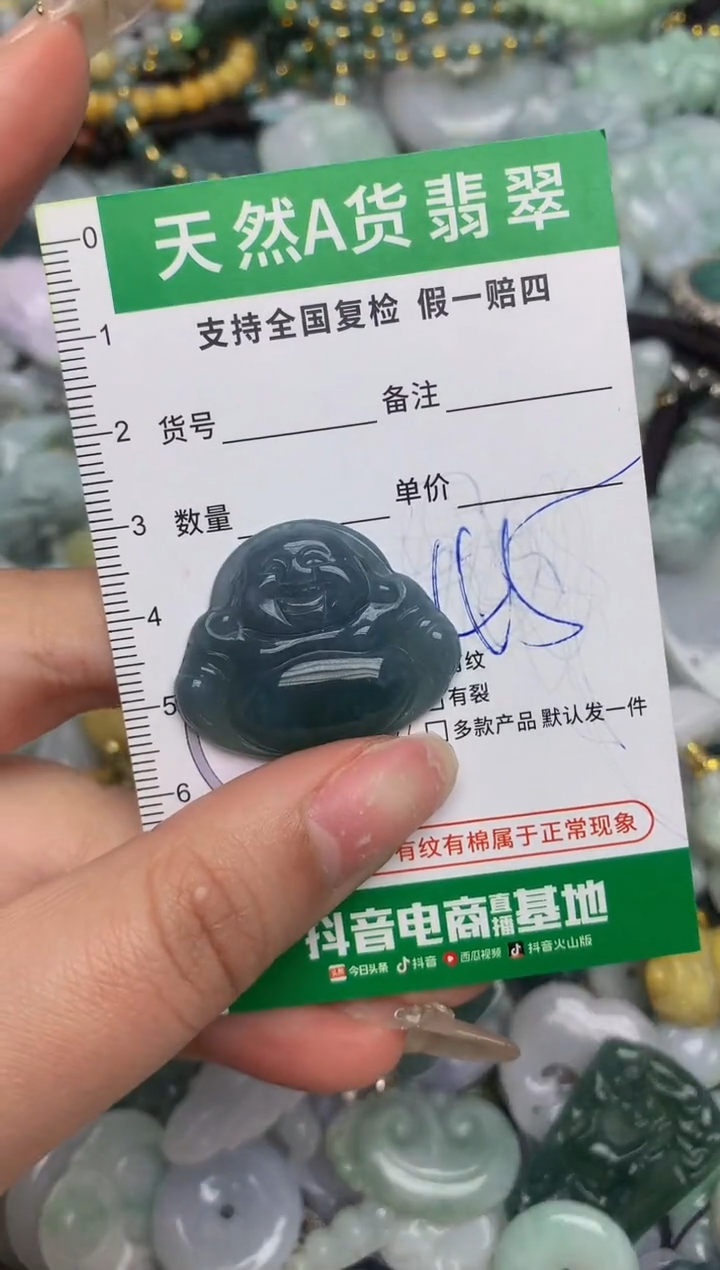 天然A货翡翠
支持全国复检 假一赔四
0
1
2
3
4
5
6
货号 备注
数量 单价
纹
有裂
多款产品 默认发一件
有纹有棉属于正常现象
抖音电商直播基地
今日头条 抖音 西瓜视频 抖音火山版